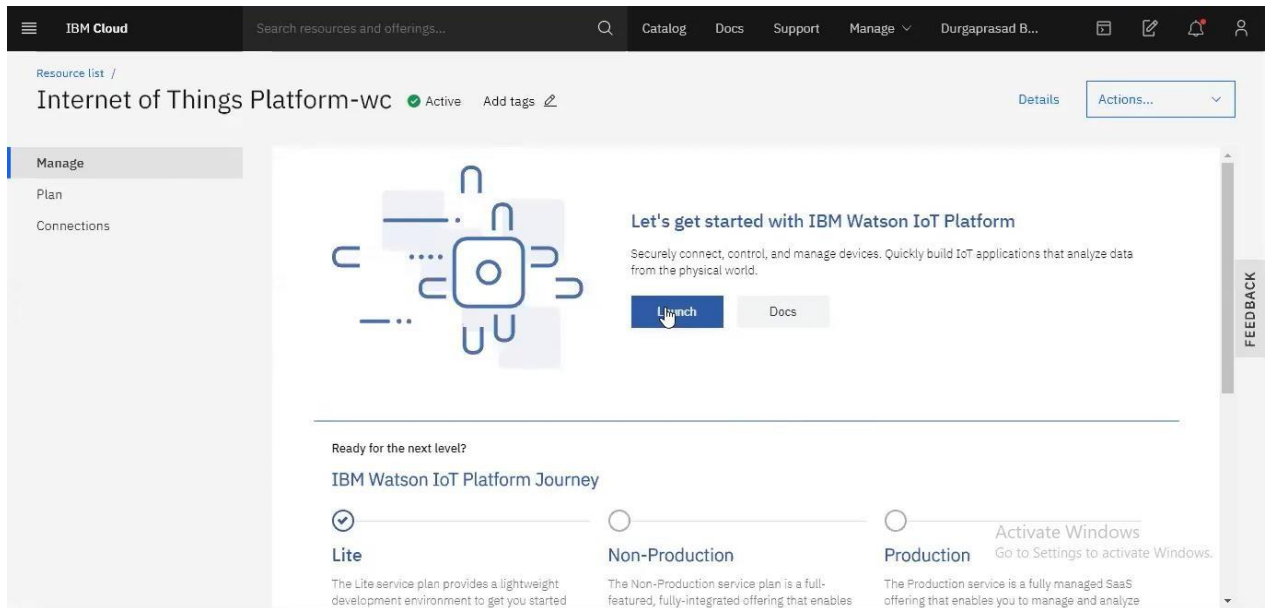 IBM Cloud
Search resources and offerings...
Catalog
Docs
Support
Manage
Durgaprasad B...
Resource list /
Internet of Things Platform-wc
Active
Add tags
Details
Actions...
Manage
Plan
Connections
Let's get started with IBM Watson IoT Platform
Securely connect, control, and manage devices. Quickly build IoT applications that analyze data
from the physical world.
Launch
Docs
FEEDBACK
Ready for the next level?
IBM Watson IoT Platform Journey
Lite
Non-Production
Production
The Lite service plan provides a lightweight
development environment to get you started
The Non-Production service plan is a full-
featured, fully-integrated offering that enables
The Production service is a fully managed SaaS
offering that enables you to manage and analyze
Activate Windows
Go to Settings to activate Windows.